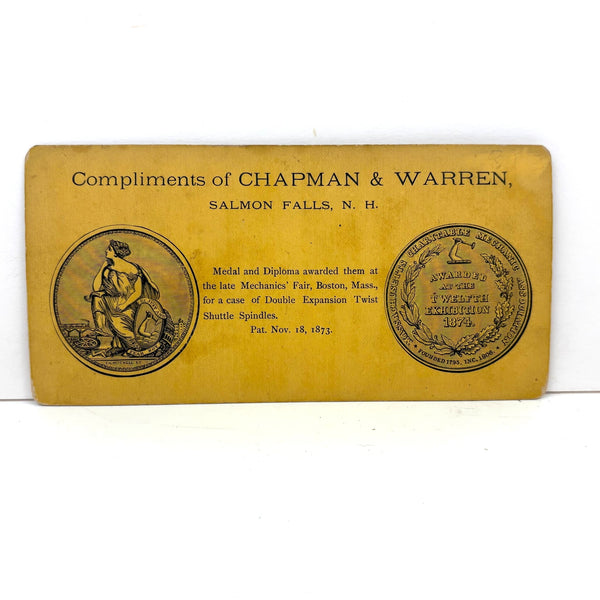 Compliments of CHAPMAN & WARREN,
SALMON FALLS, N. H.
Medal and Diploma awarded them at
the late Mechanics' Fair, Boston, Mass.,
for a case of Double Expansion Twist
Shuttle Spindles.
Pat. Nov. 18, 1873.
MASSACHUSETTS CHARITABLE MECHANIC ASSOCIATION
AWARDED
AT THE
TWELFTH
EXHIBITION
1874.
FOUNDED 1795, INC. 1806.